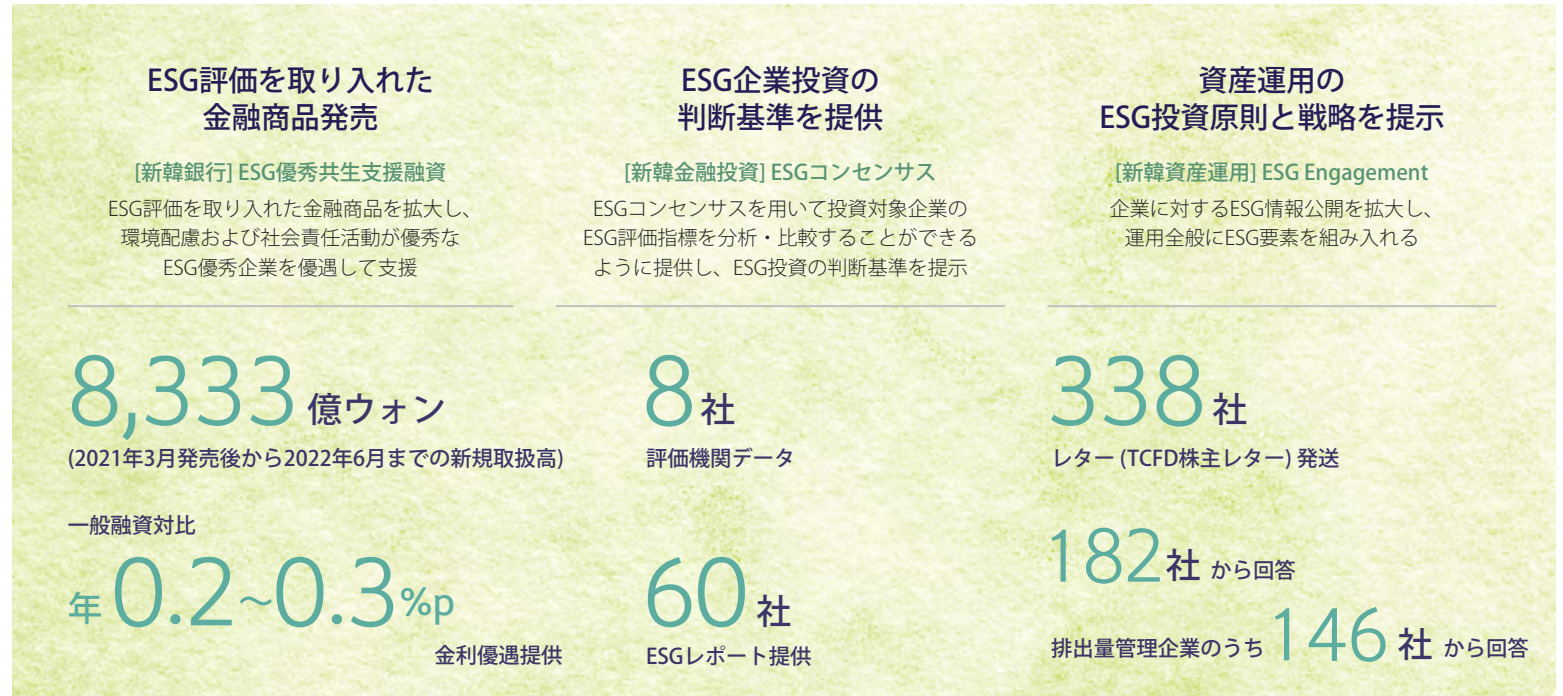 ESG評価を取り入れた
金融商品発売
[新韓銀行] ESG優秀共生支援融資
ESG評価を取り入れた金融商品を拡大し、
環境配慮および社会責任活動が優秀な
ESG優秀企業を優遇して支援
8,333 億ウォン
(2021年3月発売後から2022年6月までの新規取扱高)
一般融資対比
年 0.2~0.3%p
金利優遇提供
ESG企業投資の
判断基準を提供
[新韓金融投資] ESGコンセンサス
ESGコンセンサスを用いて投資対象企業の
ESG評価指標を分析・比較することができる
ように提供し、ESG投資の判断基準を提示
8 社
評価機関データ
60 社
ESGレポート提供
資産運用の
ESG投資原則と戦略を提示
[新韓資産運用] ESG Engagement
企業に対するESG情報公開を拡大し、
運用全般にESG要素を組み入れる
338 社
レター (TCFD株主レター) 発送
182社 から回答
排出量管理企業のうち 146 社 から回答